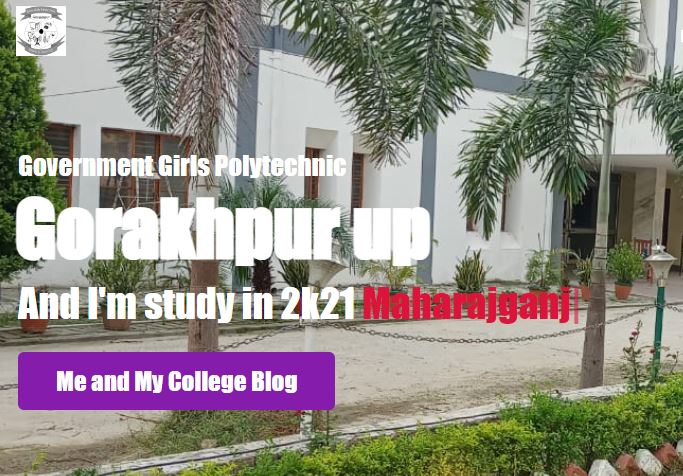 Government Girls Polytechnic
Gorakhpur up
And I'm study in 2k21 Maharajganj
Me and My College Blog